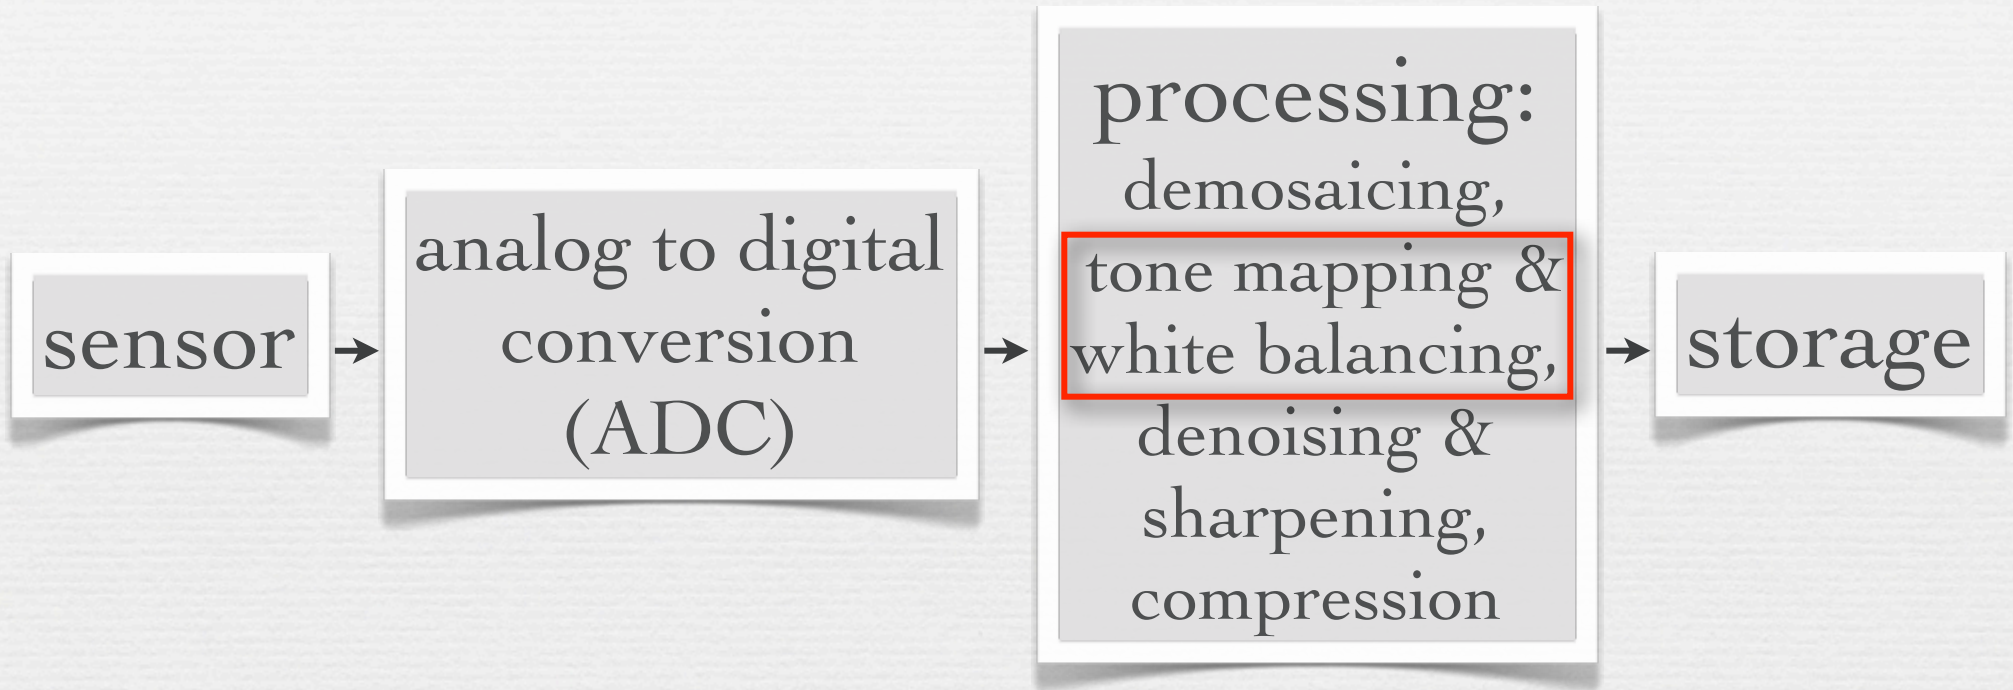 sensor
analog to digital
conversion
(ADC)
processing:
demosaicing,
tone mapping &
white balancing,
denoising &
sharpening,
compression
storage